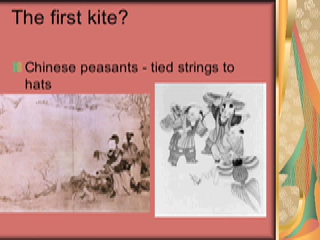 The first kite?
Chinese peasants - tied strings to
hats